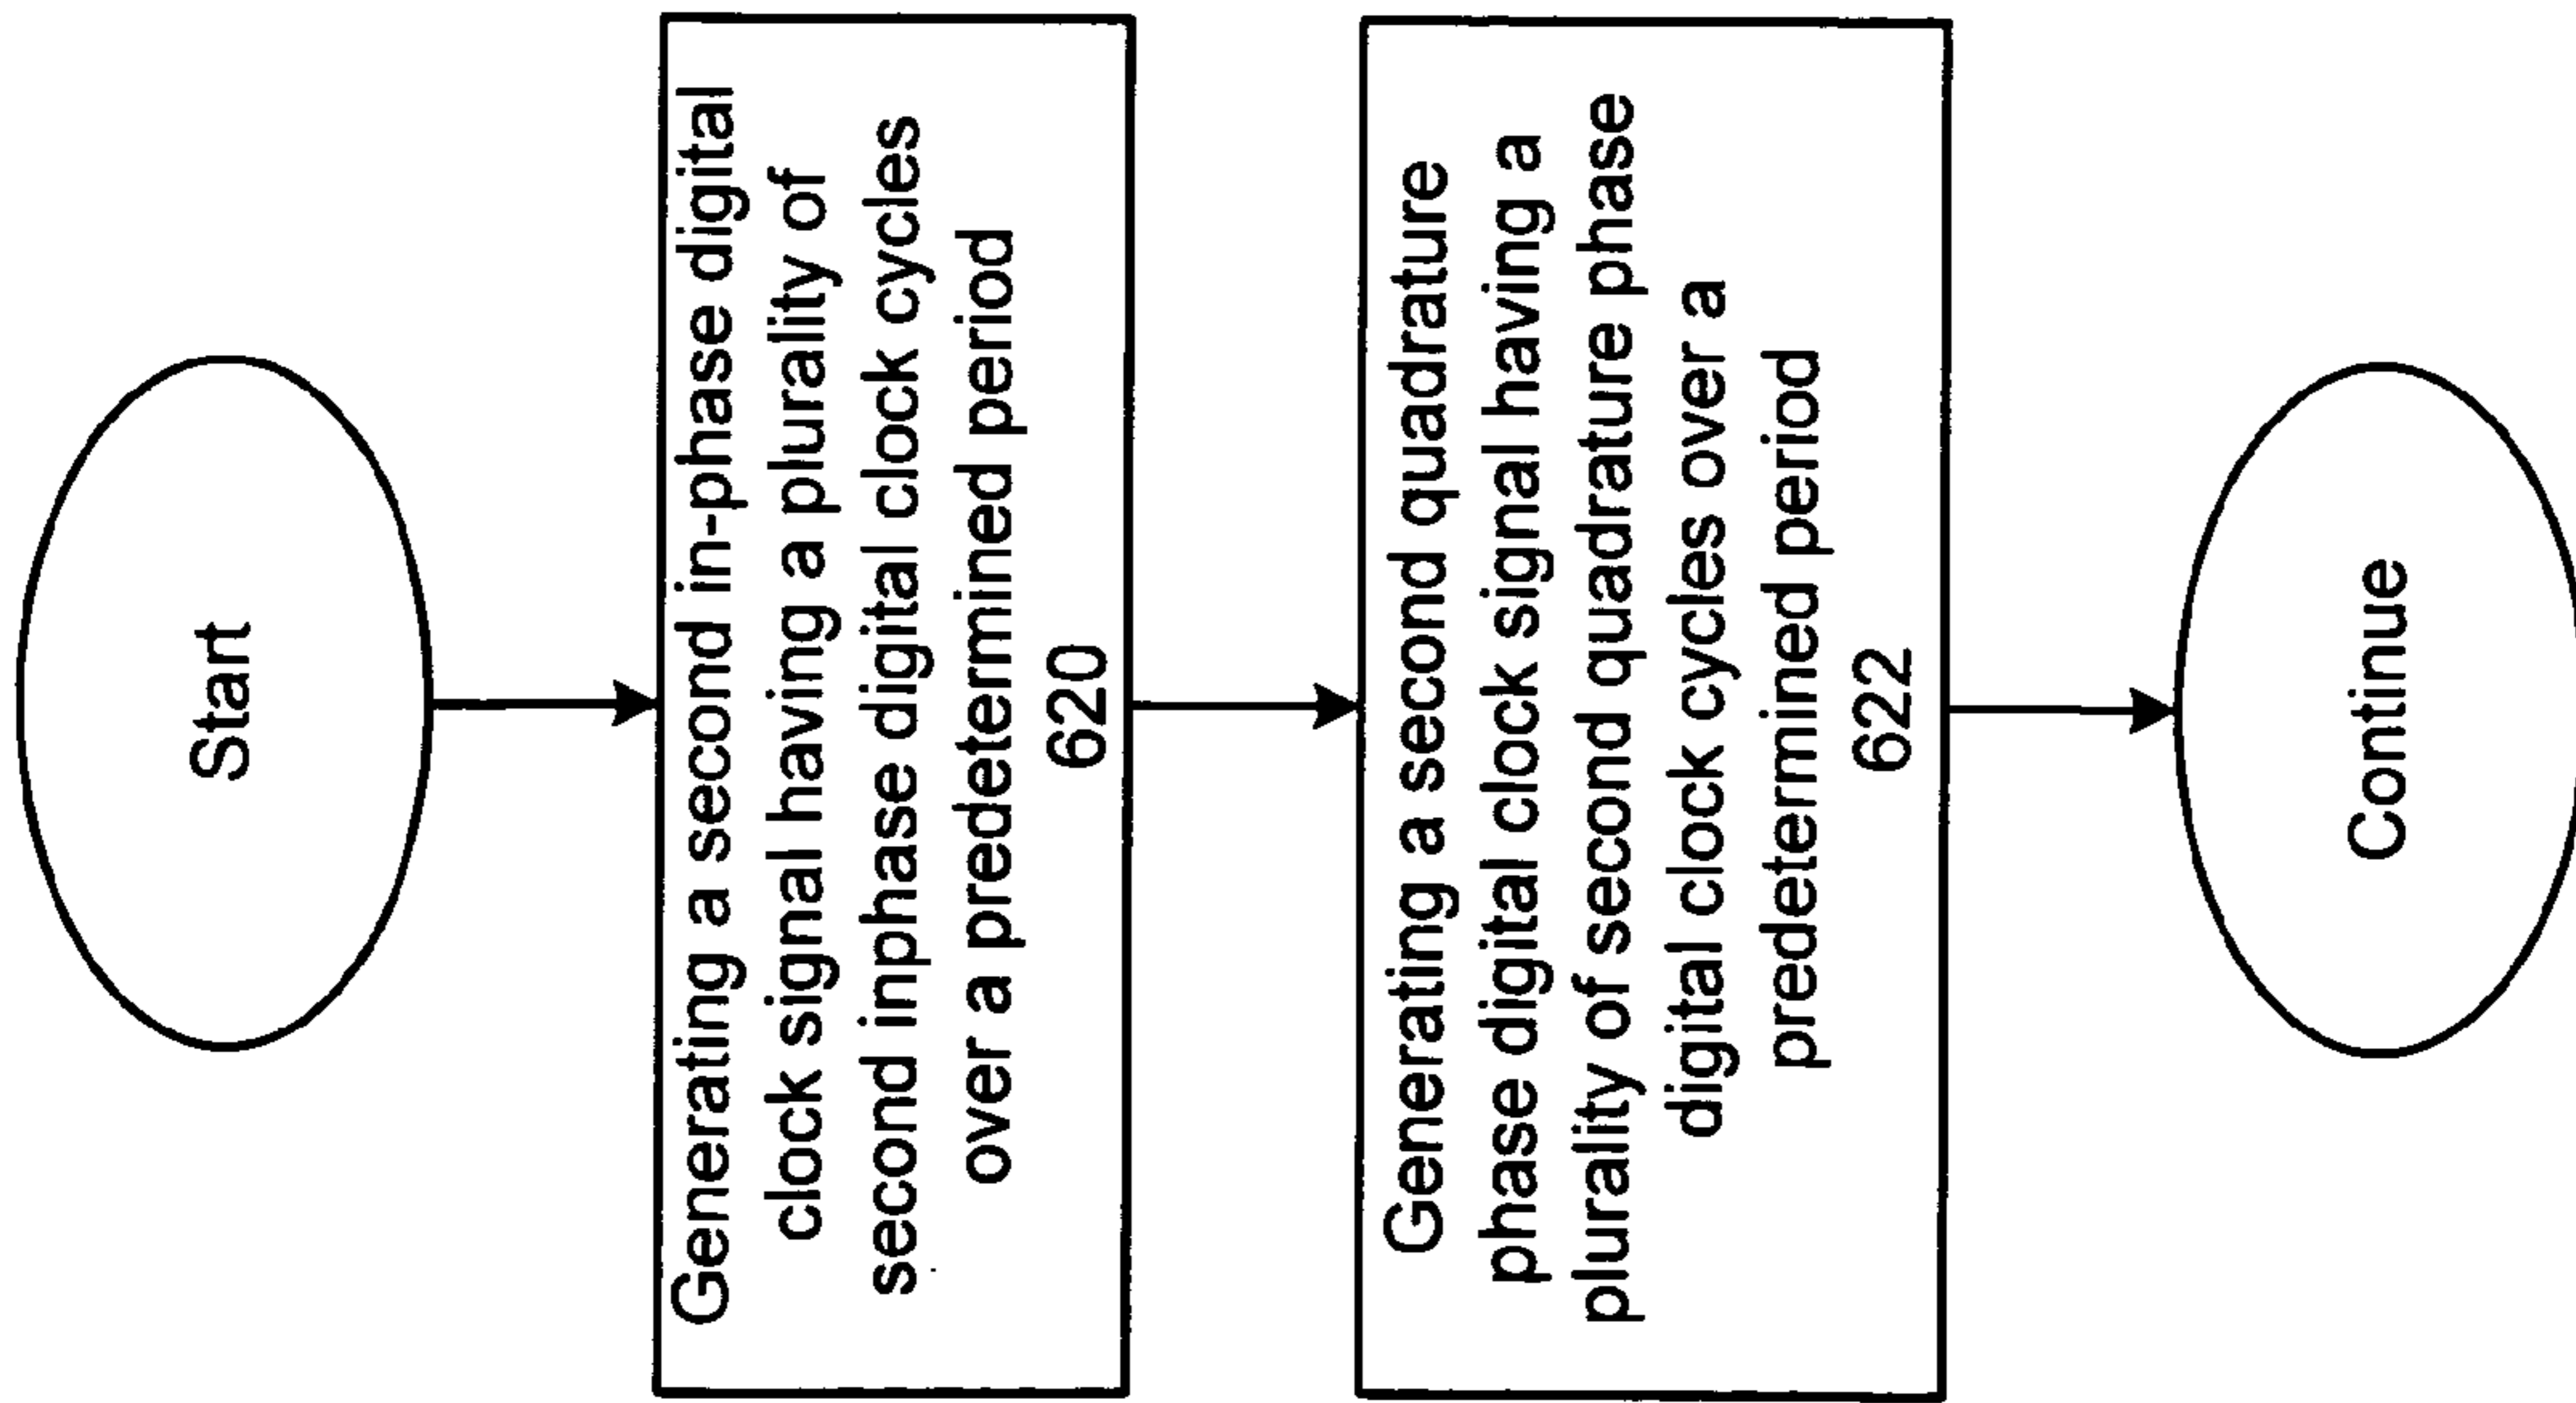 Start
Generating a second in-phase digital
clock signal having a plurality of
second inphase digital clock cycles
over a predetermined period
620
Generating a second quadrature
phase digital clock signal having a
plurality of second quadrature phase
digital clock cycles over a
predetermined period
622
Continue